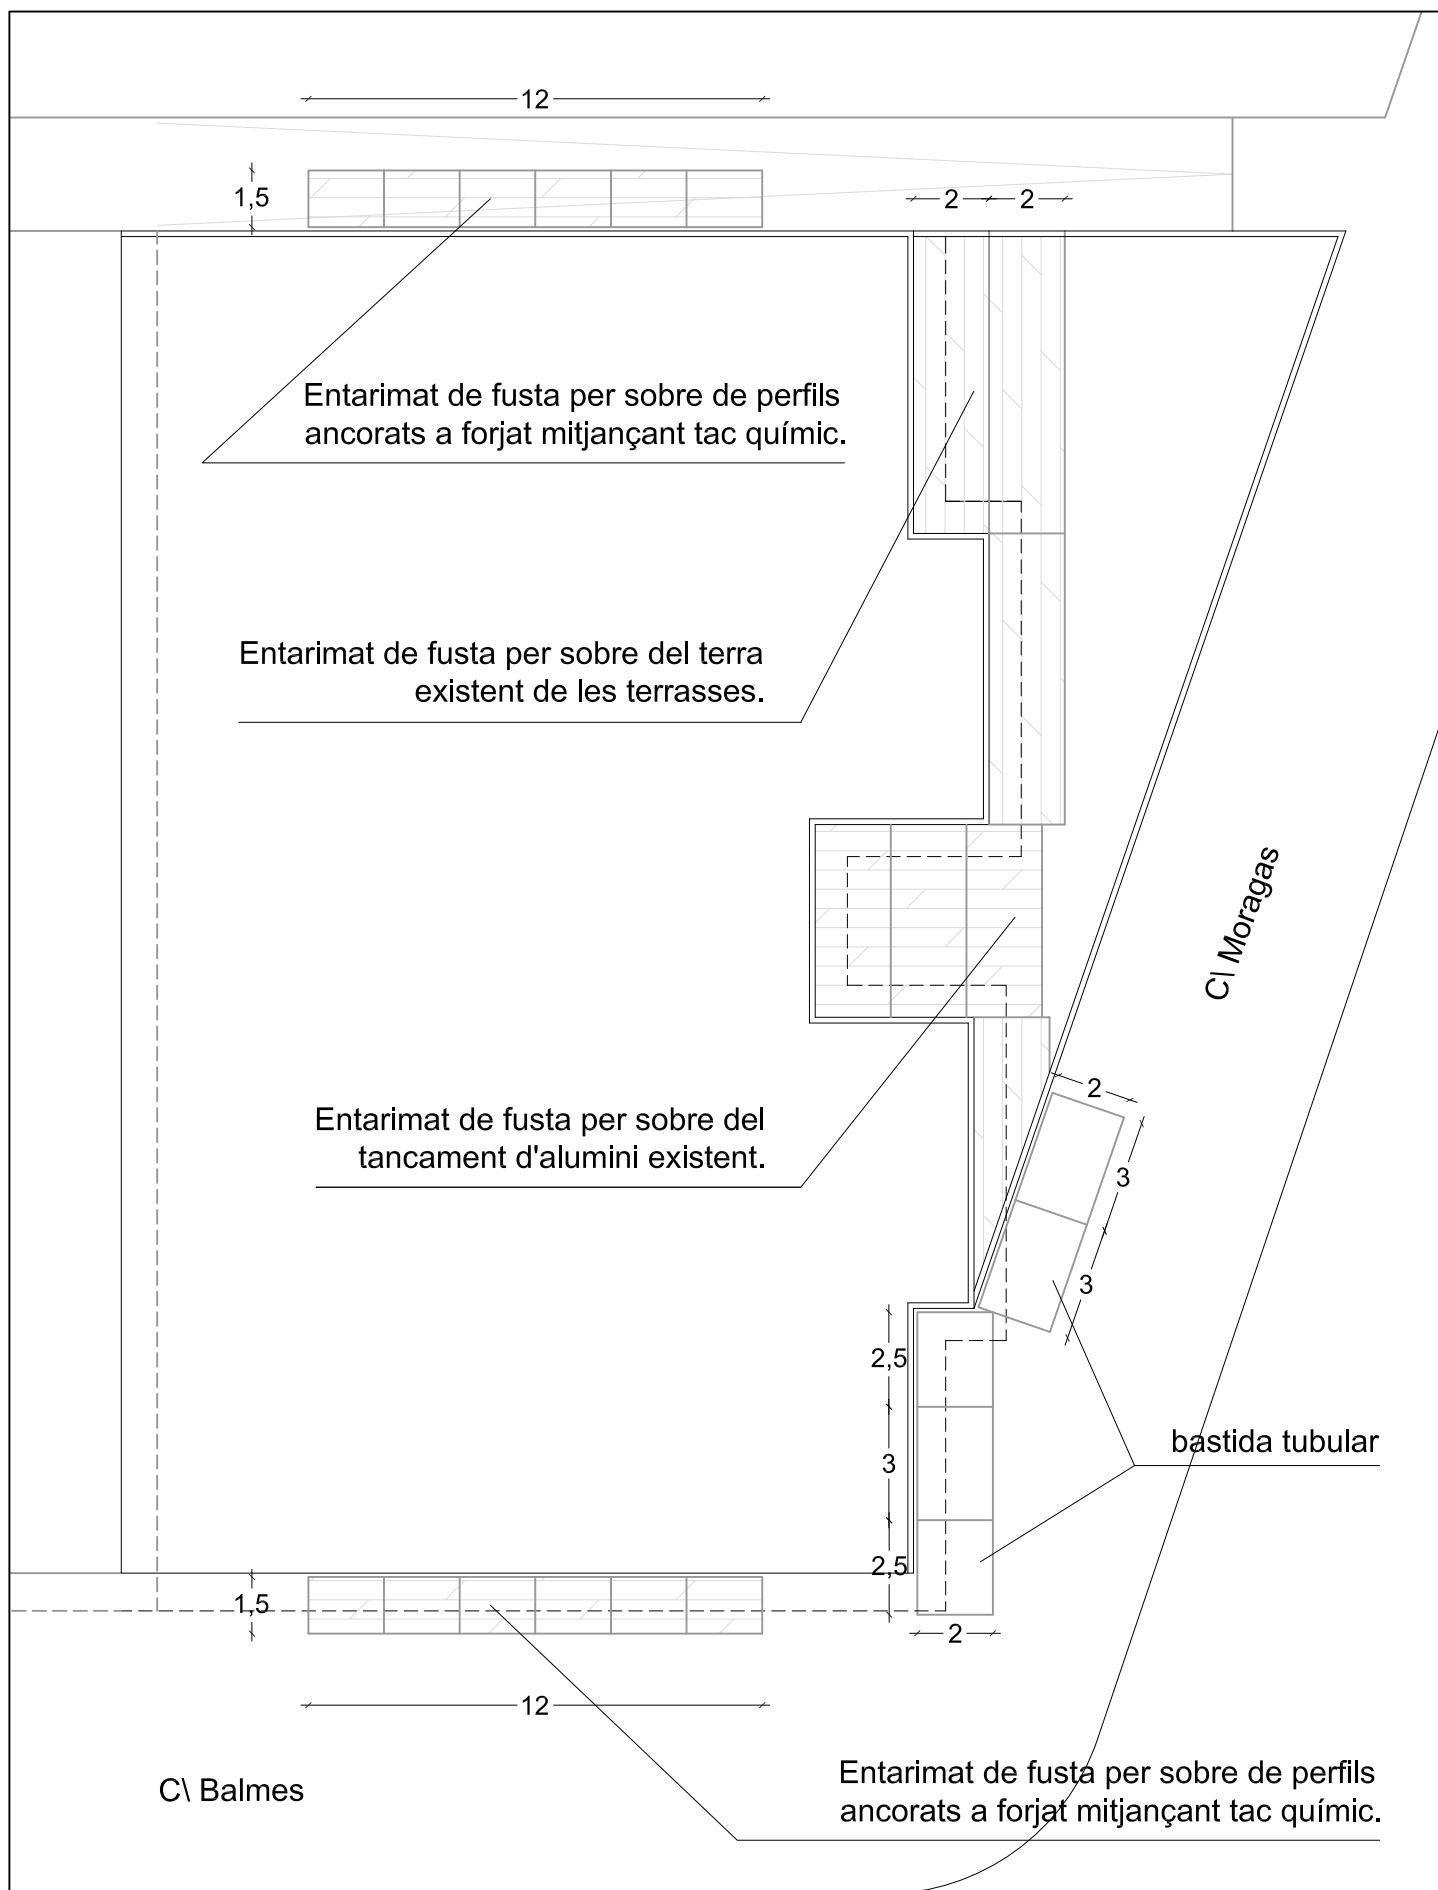 12
1,5
2
2
Entarimat de fusta per sobre de perfils
ancorats a forjat mitjançant tac químic.
Entarimat de fusta per sobre del terra
existent de les terrasses.
C\ Moragas
2
Entarimat de fusta per sobre del
tancament d'alumini existent.
3
3
2,5
bastida tubular
3
2,5
1,5
2
12
C\ Balmes
Entarimat de fusta per sobre de perfils
ancorats a forjat mitjançant tac químic.